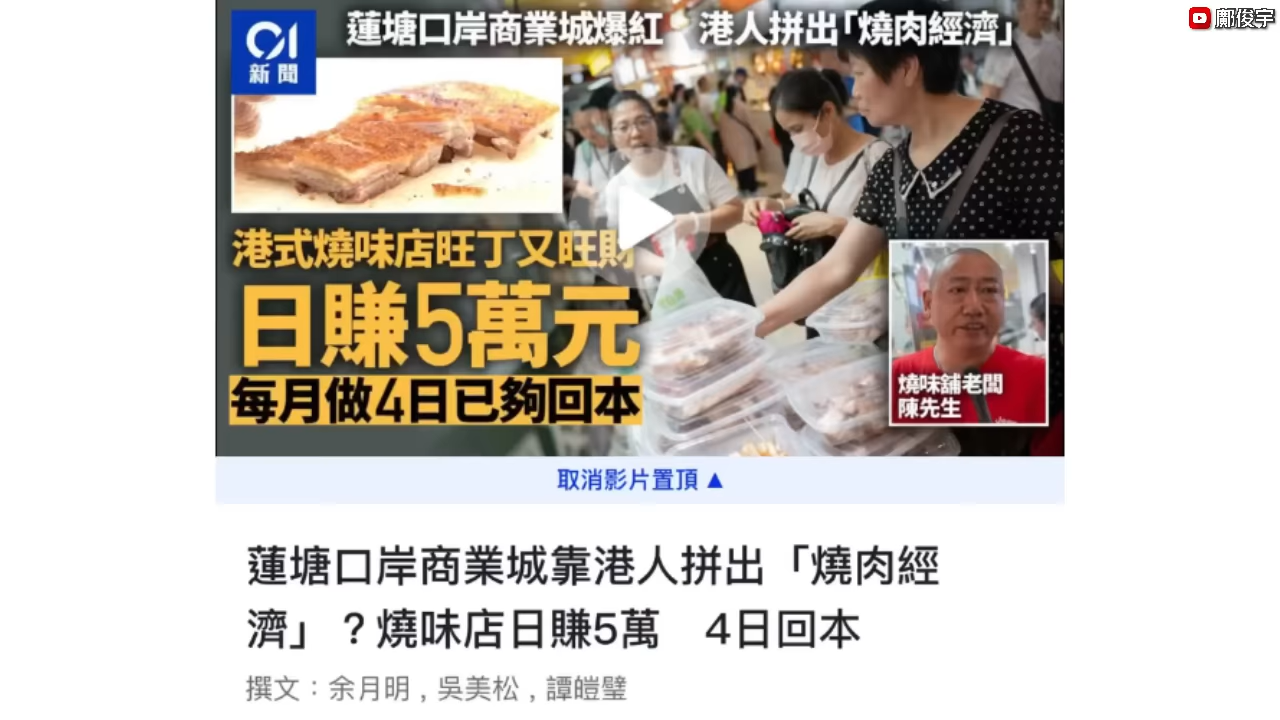 鄺俊宇
01
新聞
蓮塘口岸商業城爆紅 港人拼出「燒肉經濟」
港式燒味店旺丁又旺財
日賺5萬元
每月做4日已夠回本
燒味舖老闆
陳先生
取消影片置頂 ▲
蓮塘口岸商業城靠港人拼出「燒肉經
濟」？燒味店日賺5萬 4日回本
撰文：余月明 , 吳美松 , 譚皚璧